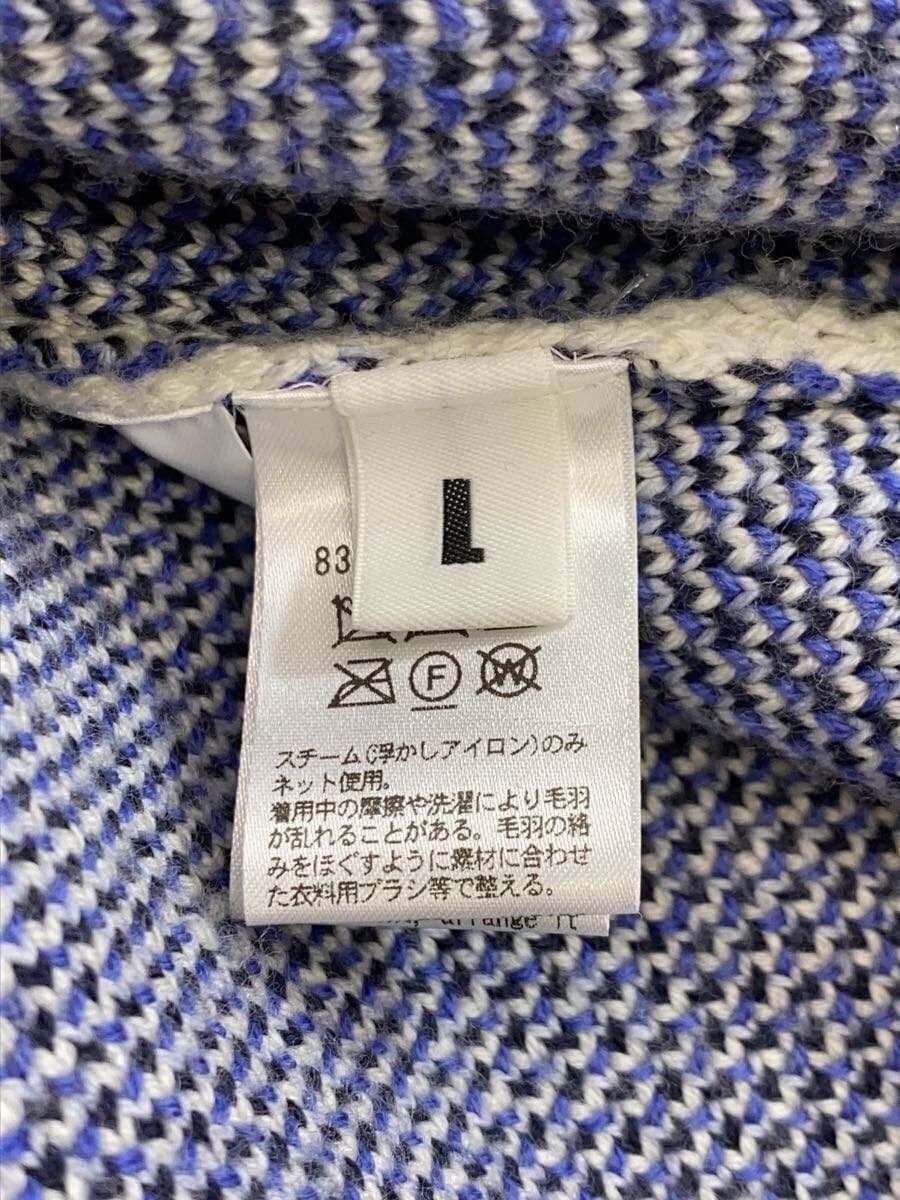 L
83
F
W
スチーム(浮かしアイロン)のみ
ネット使用。
着用中の摩擦や洗濯により毛羽
が乱れることがある。毛羽の絡
みをほぐすように素材に合わせ
た衣料用ブラシ等で整える。
arrange it